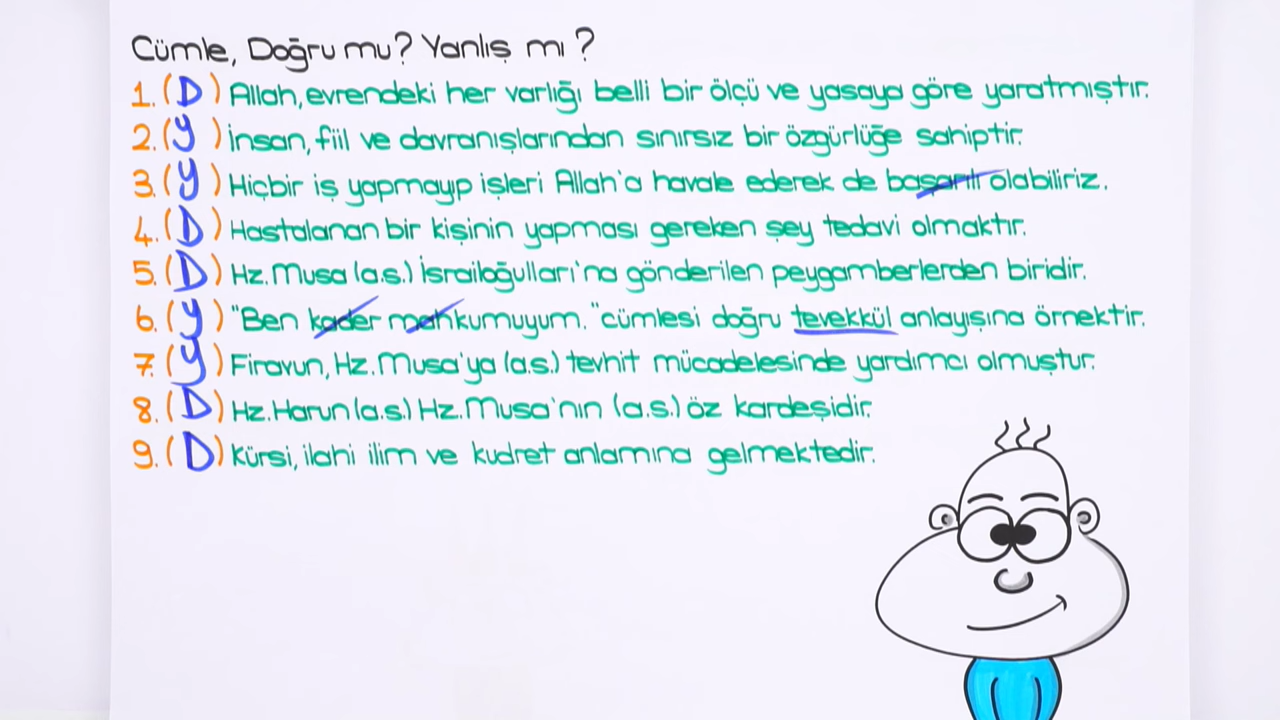 Cümle, Doğru mu? Yanlış mı?
1. (D) Allah, evrendeki her varlığı belli bir ölçü ve yasaya göre yaratmıştır.
2. (y) İnsan, fiil ve davranışlarından sınırsız bir özgürlüğe sahiptir.
3. (y) Hiçbir iş yapmayıp işleri Allah'a havale ederek de başarılı olabiliriz.
4. (D) Hastalanan bir kişinin yapması gereken şey tedavi olmaktır.
5. (D) Hz. Musa (a.s.) İsrailoğulları'na gönderilen peygamberlerden biridir.
6. (y) "Ben kader mahkumuyum." cümlesi doğru tevekkül anlayışına örnektir.
7. (y) Firavun, Hz. Musa'ya (a.s.) tevhit mücadelesinde yardımcı olmuştur.
8. (D) Hz. Harun (a.s.) Hz. Musa'nın (a.s.) öz kardeşidir.
9. (D) Kürsi, ilahi ilim ve kudret anlamına gelmektedir.